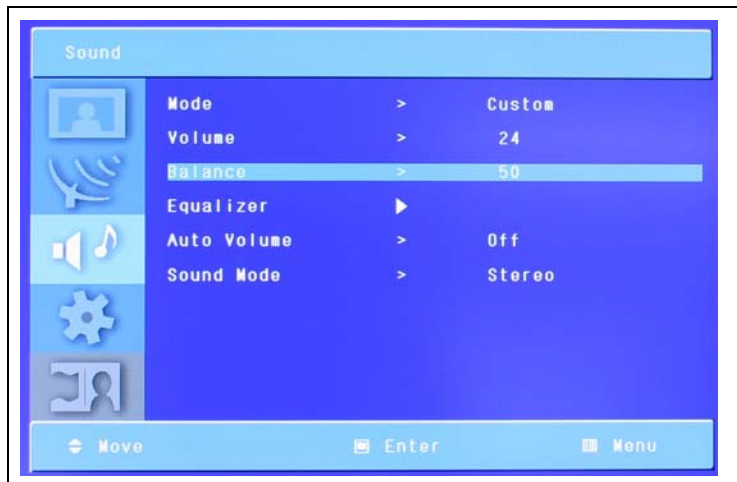 Sound
Mode > Custom
Volume > 24
Balance > 50
Equalizer ▶
Auto Volume > Off
Sound Mode > Stereo
Move Enter Menu